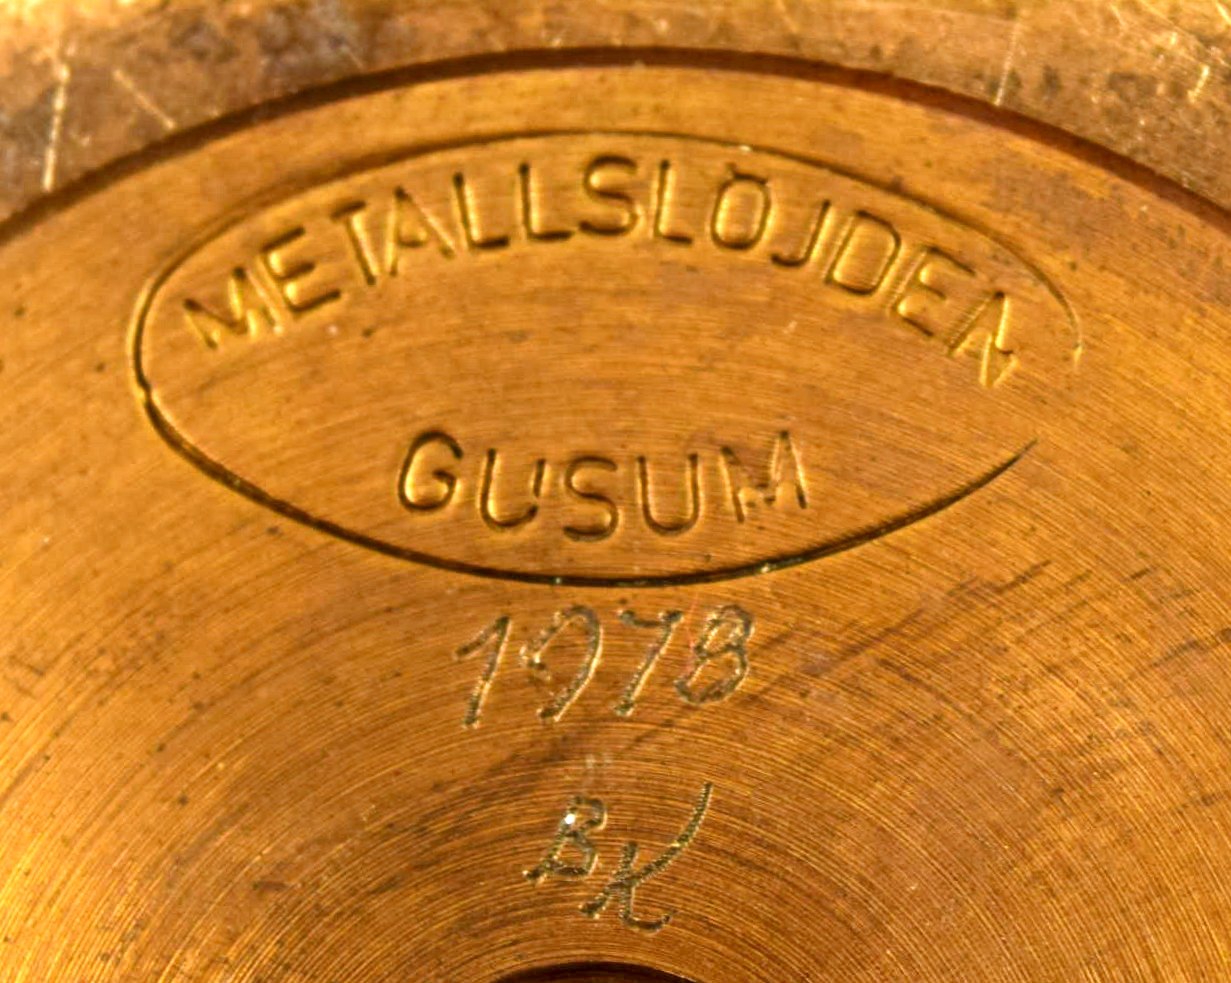 METALLSLÖJDEN
GUSUM
1978
BK